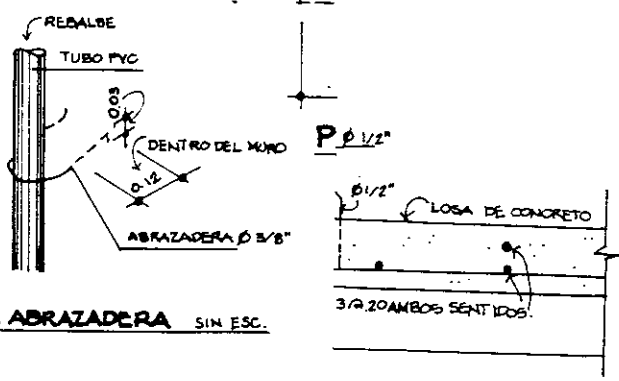 REBALSE
TUBO PVC
0.03
DENTRO DEL MURO
0.12
ABRAZADERA Ø 3/8"
ABRAZADERA SIN ESC.
P Ø 1/2"
Ø 1/2"
LOSA DE CONCRETO
3/@.20 AMBOS SENTIDOS.